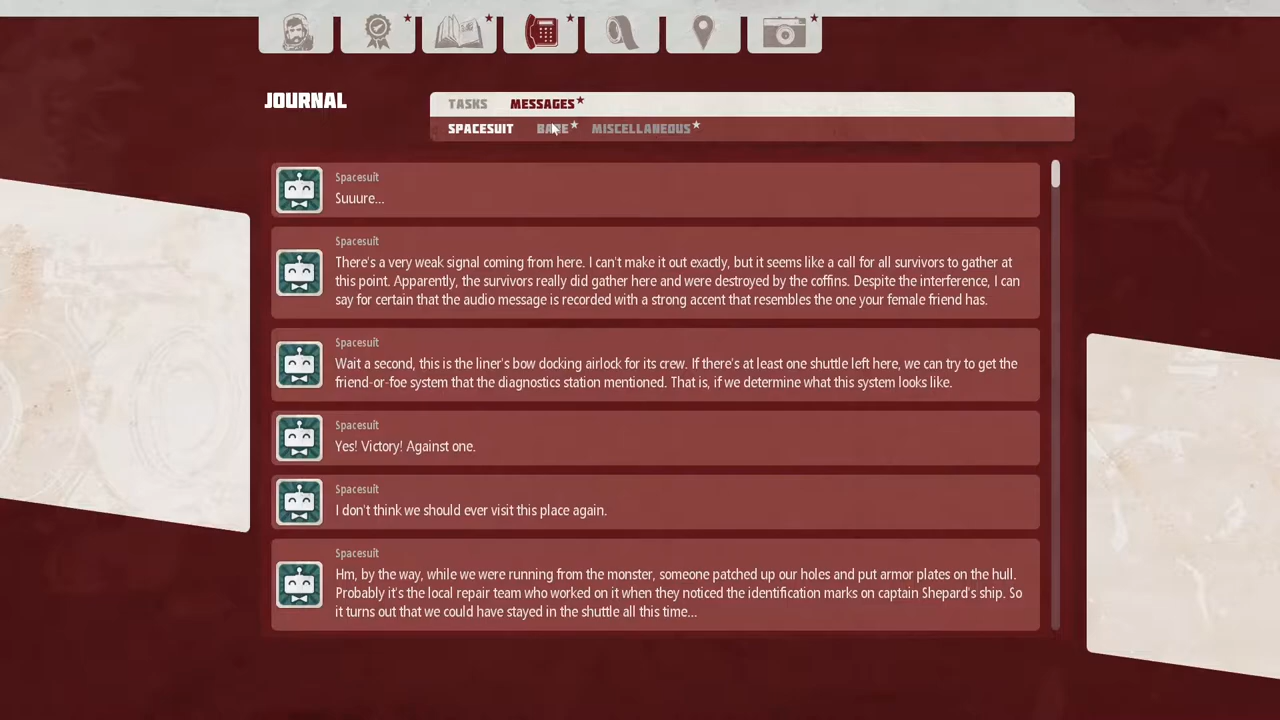 JOURNAL
TASKS MESSAGES
SPACESUIT BASE MISCELLANEOUS
Spacesuit
Suuure...
Spacesuit
There's a very weak signal coming from here. I can't make it out exactly, but it seems like a call for all survivors to gather at
this point. Apparently, the survivors really did gather here and were destroyed by the coffins. Despite the interference, I can
say for certain that the audio message is recorded with a strong accent that resembles the one your female friend has.
Spacesuit
Wait a second, this is the liner's bow docking airlock for its crew. If there's at least one shuttle left here, we can try to get the
friend-or-foe system that the diagnostics station mentioned. That is, if we determine what this system looks like.
Spacesuit
Yes! Victory! Against one.
Spacesuit
I don't think we should ever visit this place again.
Spacesuit
Hm, by the way, while we were running from the monster, someone patched up our holes and put armor plates on the hull.
Probably it's the local repair team who worked on it when they noticed the identification marks on captain Shepard's ship. So
it turns out that we could have stayed in the shuttle all this time...